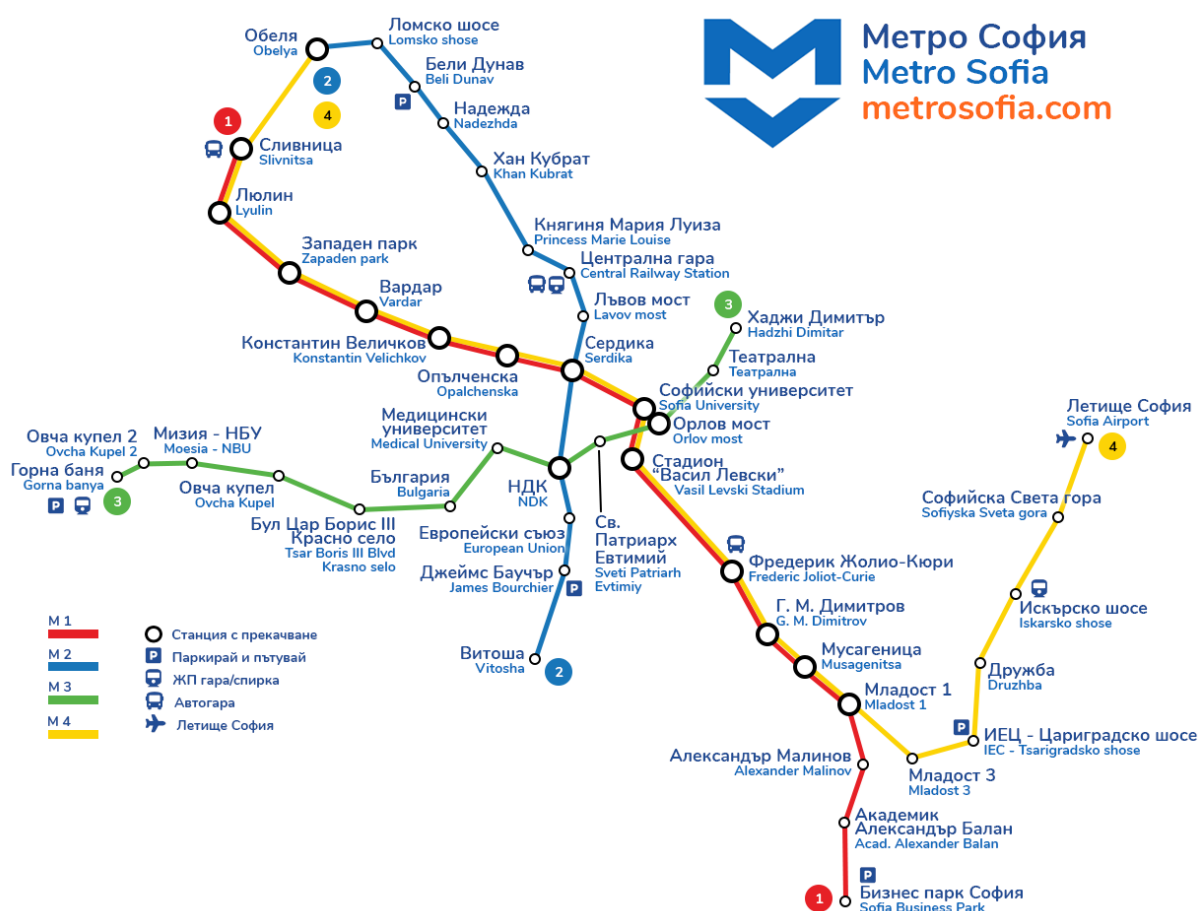 Метро София
Metro Sofia
metrosofia.com
Обеля
Obelya
2
4
Ломско шосе
Lomsko shose
Бели Дунав
Beli Dunav
P
Надежда
Nadezhda
Хан Кубрат
Khan Kubrat
1
Сливница
Slivnitsa
Люлин
Lyulin
Княгиня Мария Луиза
Princess Marie Louise
Западен парк
Zapaden park
Централна гара
Central Railway Station
Вардар
Vardar
Лъвов мост
Lavov most
3
Хаджи Димитър
Hadzhi Dimitar
Константин Величков
Konstantin Velichkov
Сердика
Serdika
Театрална
Театрална
Опълченска
Opalchenska
Софийски университет
Sofia University
Орлов мост
Orlov most
Медицински
университет
Medical University
Летище София
Sofia Airport
4
Овча купел 2
Ovcha Kupel 2
Мизия - НБУ
Moesia - NBU
Горна баня
Gorna banya
P
3
Овча купел
Ovcha Kupel
България
Bulgaria
НДК
NDK
Стадион
“Васил Левски”
Vasil Levski Stadium
Софийска Света гора
Sofiyska Sveta gora
Бул Цар Борис III
Красно село
Tsar Boris III Blvd
Krasno selo
Европейски съюз
European Union
Св.
Патриарх
Евтимий
Sveti Patriarh
Evtimiy
Джеймс Баучър
James Bourchier
P
Фредерик Жолио-Кюри
Frederic Joliot-Curie
Г. М. Димитров
G. M. Dimitrov
Искърско шосе
Iskarsko shose
Витоша
Vitosha
2
Мусагеница
Musagenitsa
Дружба
Druzhba
Младост 1
Mladost 1
P
ИЕЦ - Цариградско шосе
IEC - Tsarigradsko shose
Александър Малинов
Alexander Malinov
Младост 3
Mladost 3
Академик
Александър Балан
Acad. Alexander Balan
P
1
Бизнес парк София
Sofia Business Park
M 1
M 2
M 3
M 4
Станция с прекачване
P
Паркирай и пътувай
ЖП гара/спирка
Автогара
Летище София